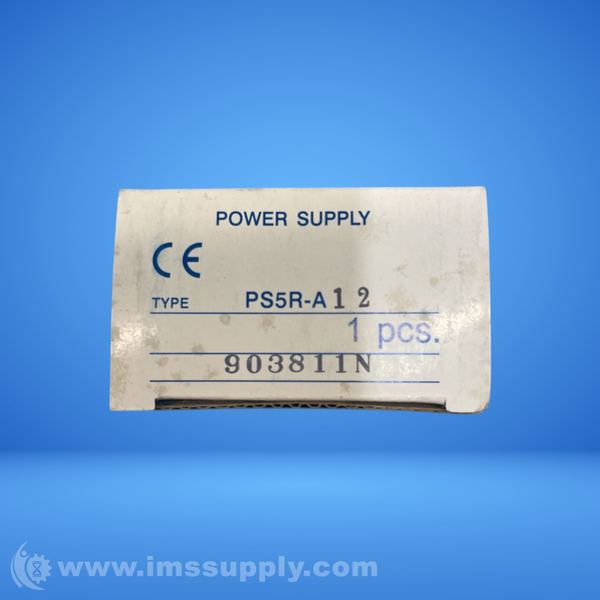 POWER SUPPLY
CE
TYPE PS5R-A12
1 pcs.
903811N
www.imssupply.com